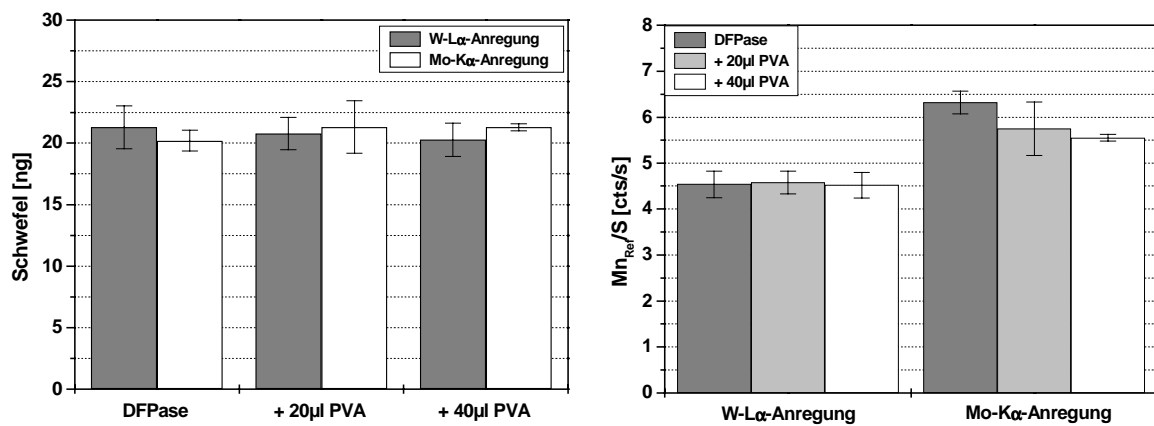 30
25
20
15
10
5
0
Schwefel [ng]
W-Lα-Anregung
Mo-Kα-Anregung
DFPase
+ 20µl PVA
+ 40µl PVA
8
7
6
5
4
3
2
1
0
Mn_Ref/S [cts/s]
DFPase
+ 20µl PVA
+ 40µl PVA
W-Lα-Anregung
Mo-Kα-Anregung